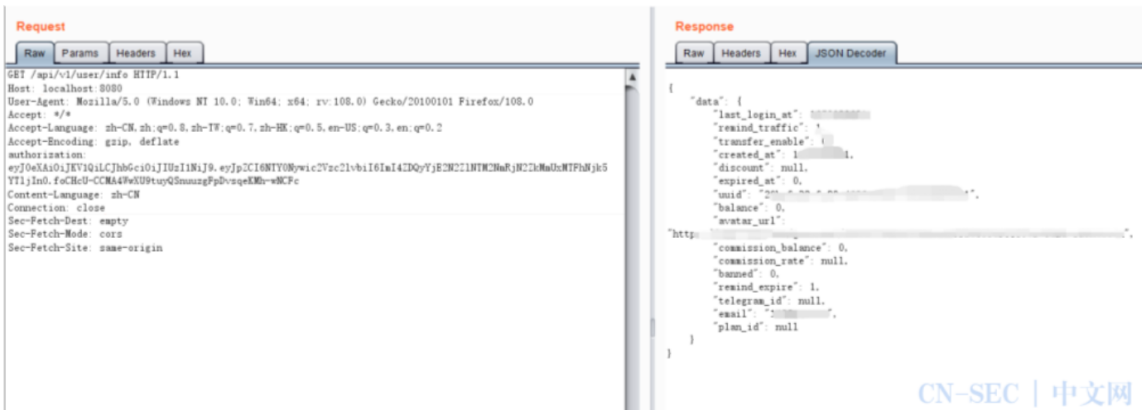 Request
Raw Params Headers Hex
GET /api/v1/user/info HTTP/1.1
Host: localhost:8080
User-Agent: Mozilla/5.0 (Windows NT 10.0; Win64; x64; rv:108.0) Gecko/20100101 Firefox/108.0
Accept: */*
Accept-Language: zh-CN,zh;q=0.8,zh-TW;q=0.7,zh-HK;q=0.5,en-US;q=0.3,en;q=0.2
Accept-Encoding: gzip, deflate
authorization:
Content-Language: zh-CN
Connection: close
Sec-Fetch-Dest: empty
Sec-Fetch-Mode: cors
Sec-Fetch-Site: same-origin
Response
Raw Headers Hex JSON Decoder
{
"data": {
"last_login_at":
"remind_traffic":
"transfer_enable":
"created_at": 1
"discount": null,
"expired_at": 0,
"uuid":
"balance": 0,
"avatar_url":
"http
"commission_balance": 0,
"commission_rate": null,
"banned": 0,
"remind_expire": 1,
"telegram_id": null,
"email":
"plan_id": null
}
}
CN-SEC | 中文网